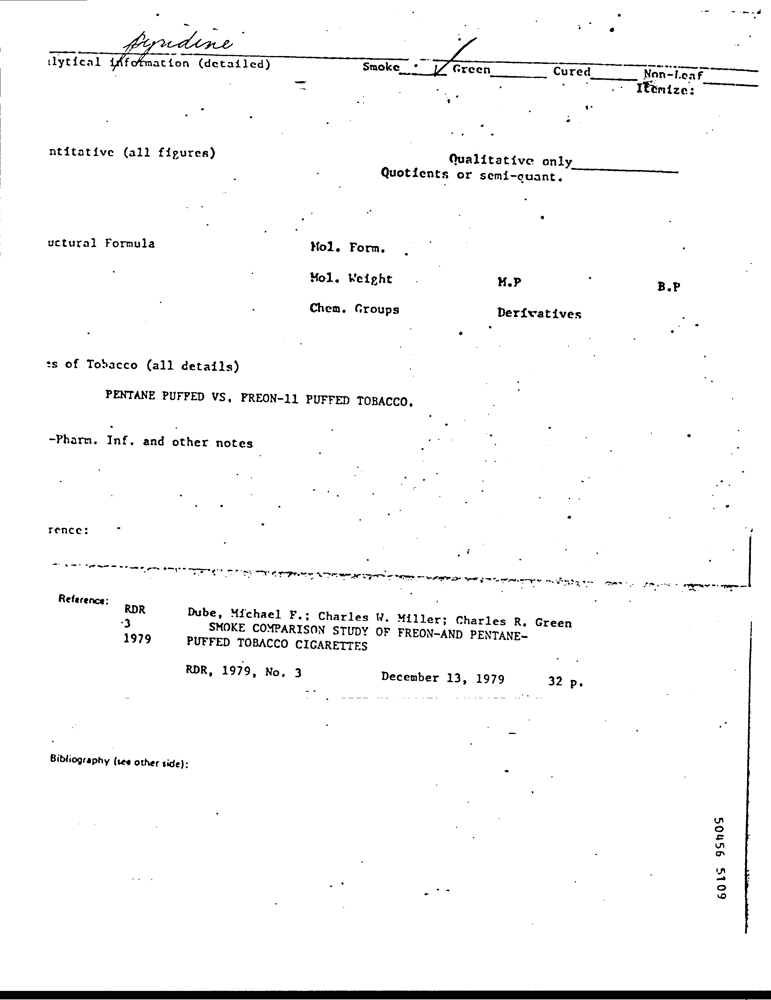 pyridine
alytical information (detailed) Smoke ✓ Green Cured Non-Leaf
Itemize:
ntitative (all figures) Qualitative only
Quotients or semi-quant.
uctural Formula Mol. Form.
Mol. Weight M.P B.P
Chem. Groups Derivatives
es of Tobacco (all details)
PENTANE PUFFED VS. FREON-11 PUFFED TOBACCO.
-Pharm. Inf. and other notes
rence:
Reference:
RDR Dube, Michael F.; Charles W. Miller; Charles R. Green
3 SMOKE COMPARISON STUDY OF FREON-AND PENTANE-
1979 PUFFED TOBACCO CIGARETTES
RDR, 1979, No. 3 December 13, 1979 32 p.
Bibliography (see other side):
50456 5109